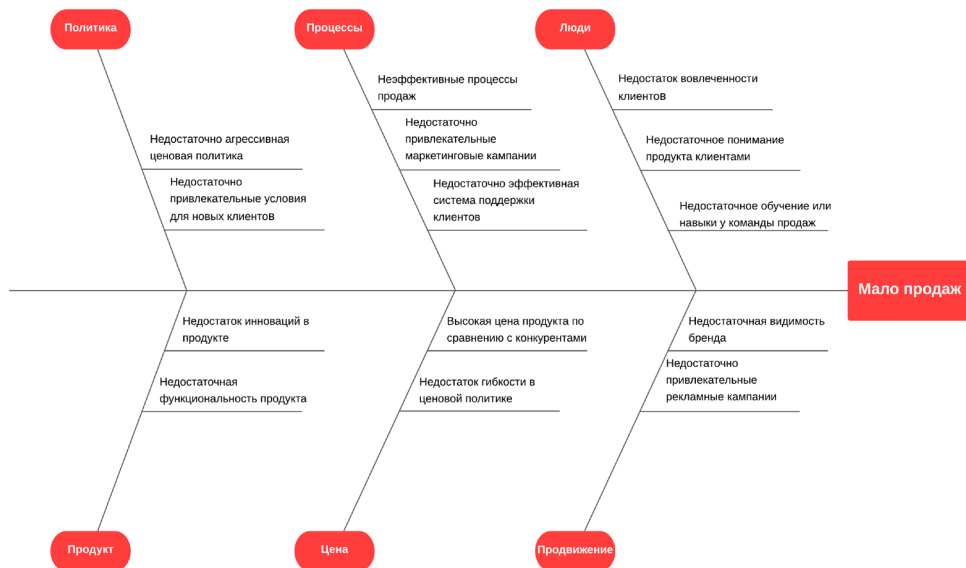 Политика
Процессы
Люди
Недостаточно агрессивная
ценовая политика
Недостаточно
привлекательные условия
для новых клиентов
Неэффективные процессы
продаж
Недостаточно
привлекательные
маркетинговые кампании
Недостаточно эффективная
система поддержки
клиентов
Недостаток вовлеченности
клиентов
Недостаточное понимание
продукта клиентами
Недостаточное обучение или
навыки у команды продаж
Мало продаж
Недостаток инноваций в
продукте
Недостаточная
функциональность продукта
Высокая цена продукта по
сравнению с конкурентами
Недостаток гибкости в
ценовой политике
Недостаточная видимость
бренда
Недостаточно
привлекательные
рекламные кампании
Продукт
Цена
Продвижение